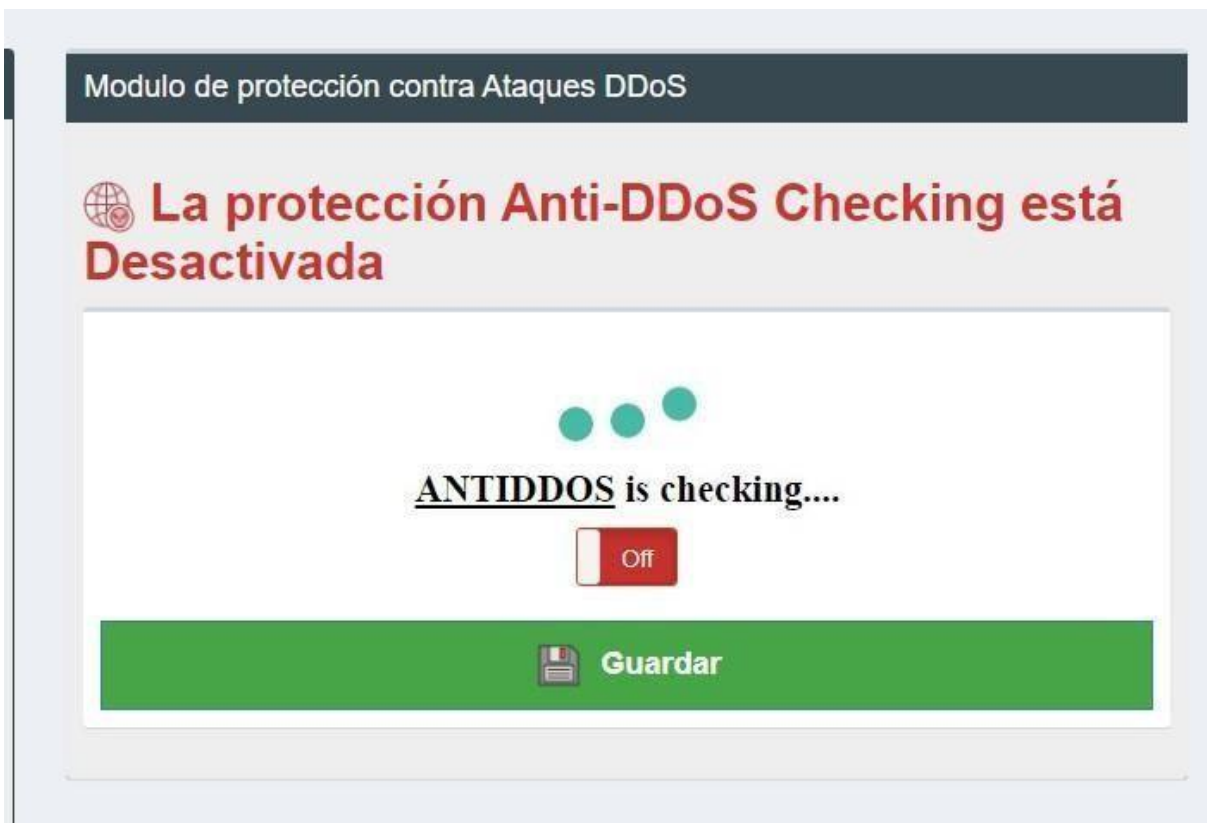 Modulo de protección contra Ataques DDoS
La protección Anti-DDoS Checking está
Desactivada
ANTIDDOS is checking....
Off
Guardar